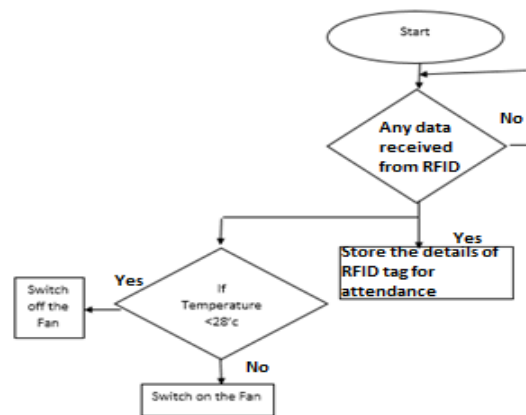 Start
No
Any data
received
from RFID
Yes
Store the details of
RFID tag for
attendance
Yes
If
Temperature
<28'c
Switch
off the
Fan
No
Switch on the Fan